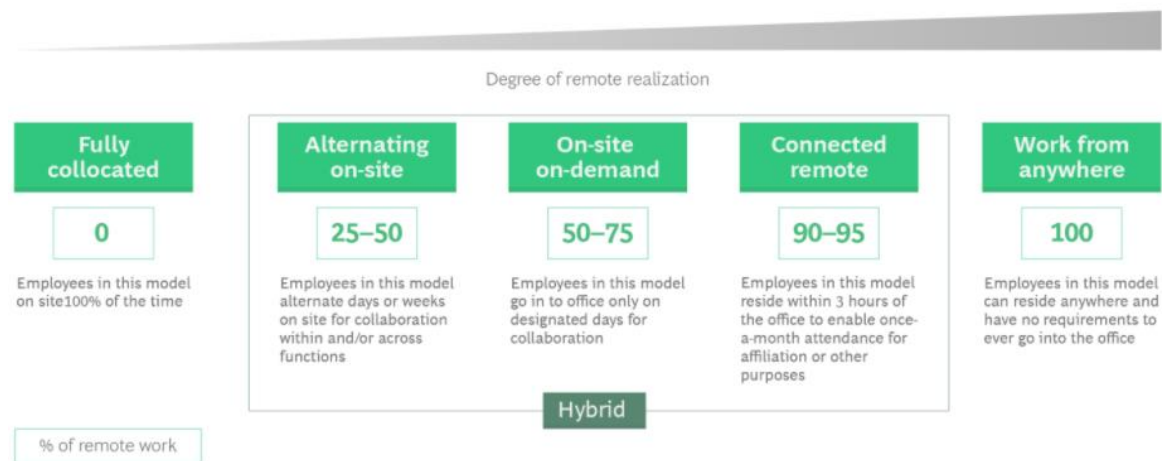 Degree of remote realization
Fully
collocated
0
Employees in this model
on site100% of the time
Alternating
on-site
25–50
Employees in this model
alternate days or weeks
on site for collaboration
within and/or across
functions
On-site
on-demand
50–75
Employees in this model
go in to office only on
designated days for
collaboration
Connected
remote
90–95
Employees in this model
reside within 3 hours of
the office to enable once-
a-month attendance for
affiliation or other
purposes
Work from
anywhere
100
Employees in this model
can reside anywhere and
have no requirements to
ever go into the office
Hybrid
% of remote work